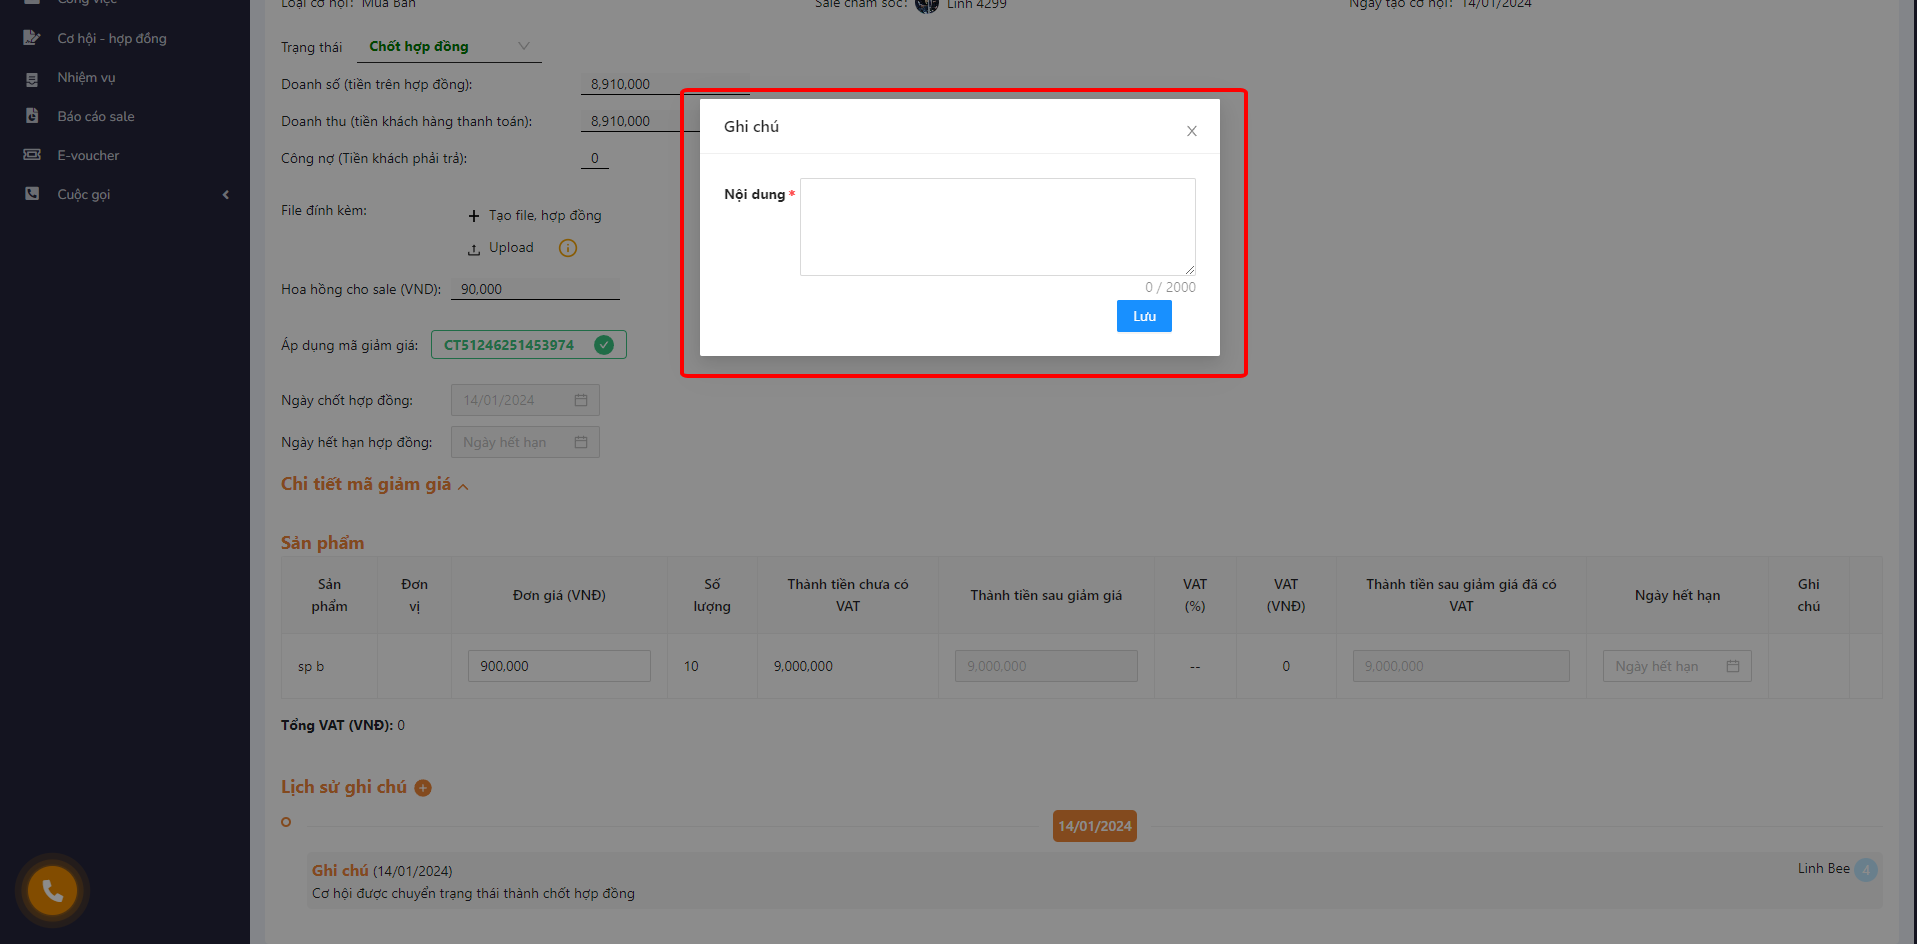 Công việc
Cơ hội - hợp đồng
Nhiệm vụ
Báo cáo sale
E-voucher
Cuộc gọi
Loại cơ hội: Mua Bán
Sale chăm sóc: Linh 4299
Ngày tạo cơ hội: 14/01/2024
Trạng thái Chốt hợp đồng
Doanh số (tiền trên hợp đồng): 8,910,000
Doanh thu (tiền khách hàng thanh toán): 8,910,000
Công nợ (Tiền khách phải trả): 0
File đính kèm: + Tạo file, hợp đồng
Upload
Hoa hồng cho sale (VND): 90,000
Áp dụng mã giảm giá: CT51246251453974
Ngày chốt hợp đồng: 14/01/2024
Ngày hết hạn hợp đồng: Ngày hết hạn
Ghi chú
Nội dung *
0 / 2000
Lưu
Chi tiết mã giảm giá
Sản phẩm
Sản phẩm Đơn vị Đơn giá (VNĐ) Số lượng Thành tiền chưa có VAT Thành tiền sau giảm giá VAT (%) VAT (VNĐ) Thành tiền sau giảm giá đã có VAT Ngày hết hạn Ghi chú
sp b 900,000 10 9,000,000 9,000,000 -- 0 9,000,000 Ngày hết hạn
Tổng VAT (VNĐ): 0
Lịch sử ghi chú
14/01/2024
Ghi chú (14/01/2024) Linh Bee 4
Cơ hội được chuyển trạng thái thành chốt hợp đồng